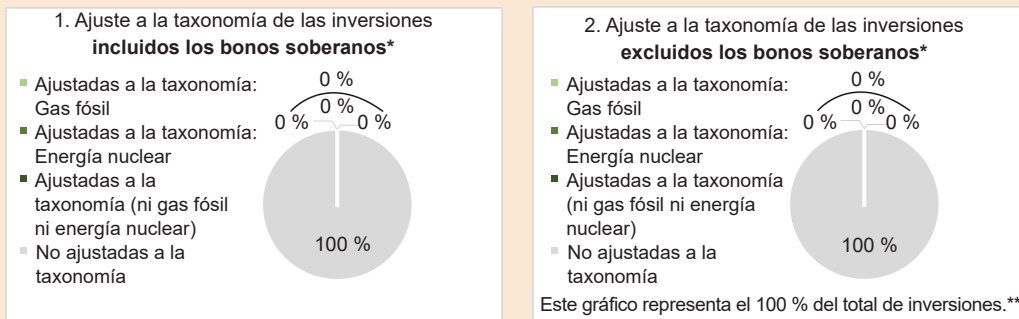 1. Ajuste a la taxonomía de las inversiones
incluidos los bonos soberanos*
Ajustadas a la taxonomía:
Gas fósil
Ajustadas a la taxonomía:
Energía nuclear
Ajustadas a la
taxonomía (ni gas fósil
ni energía nuclear)
No ajustadas a la
taxonomía
0 %
0 %
0 %
0 %
100 %
2. Ajuste a la taxonomía de las inversiones
excluidos los bonos soberanos*
Ajustadas a la taxonomía:
Gas fósil
Ajustadas a la taxonomía:
Energía nuclear
Ajustadas a la taxonomía
(ni gas fósil ni energía
nuclear)
No ajustadas a la
taxonomía
0 %
0 %
0 %
0 %
100 %
Este gráfico representa el 100 % del total de inversiones.**